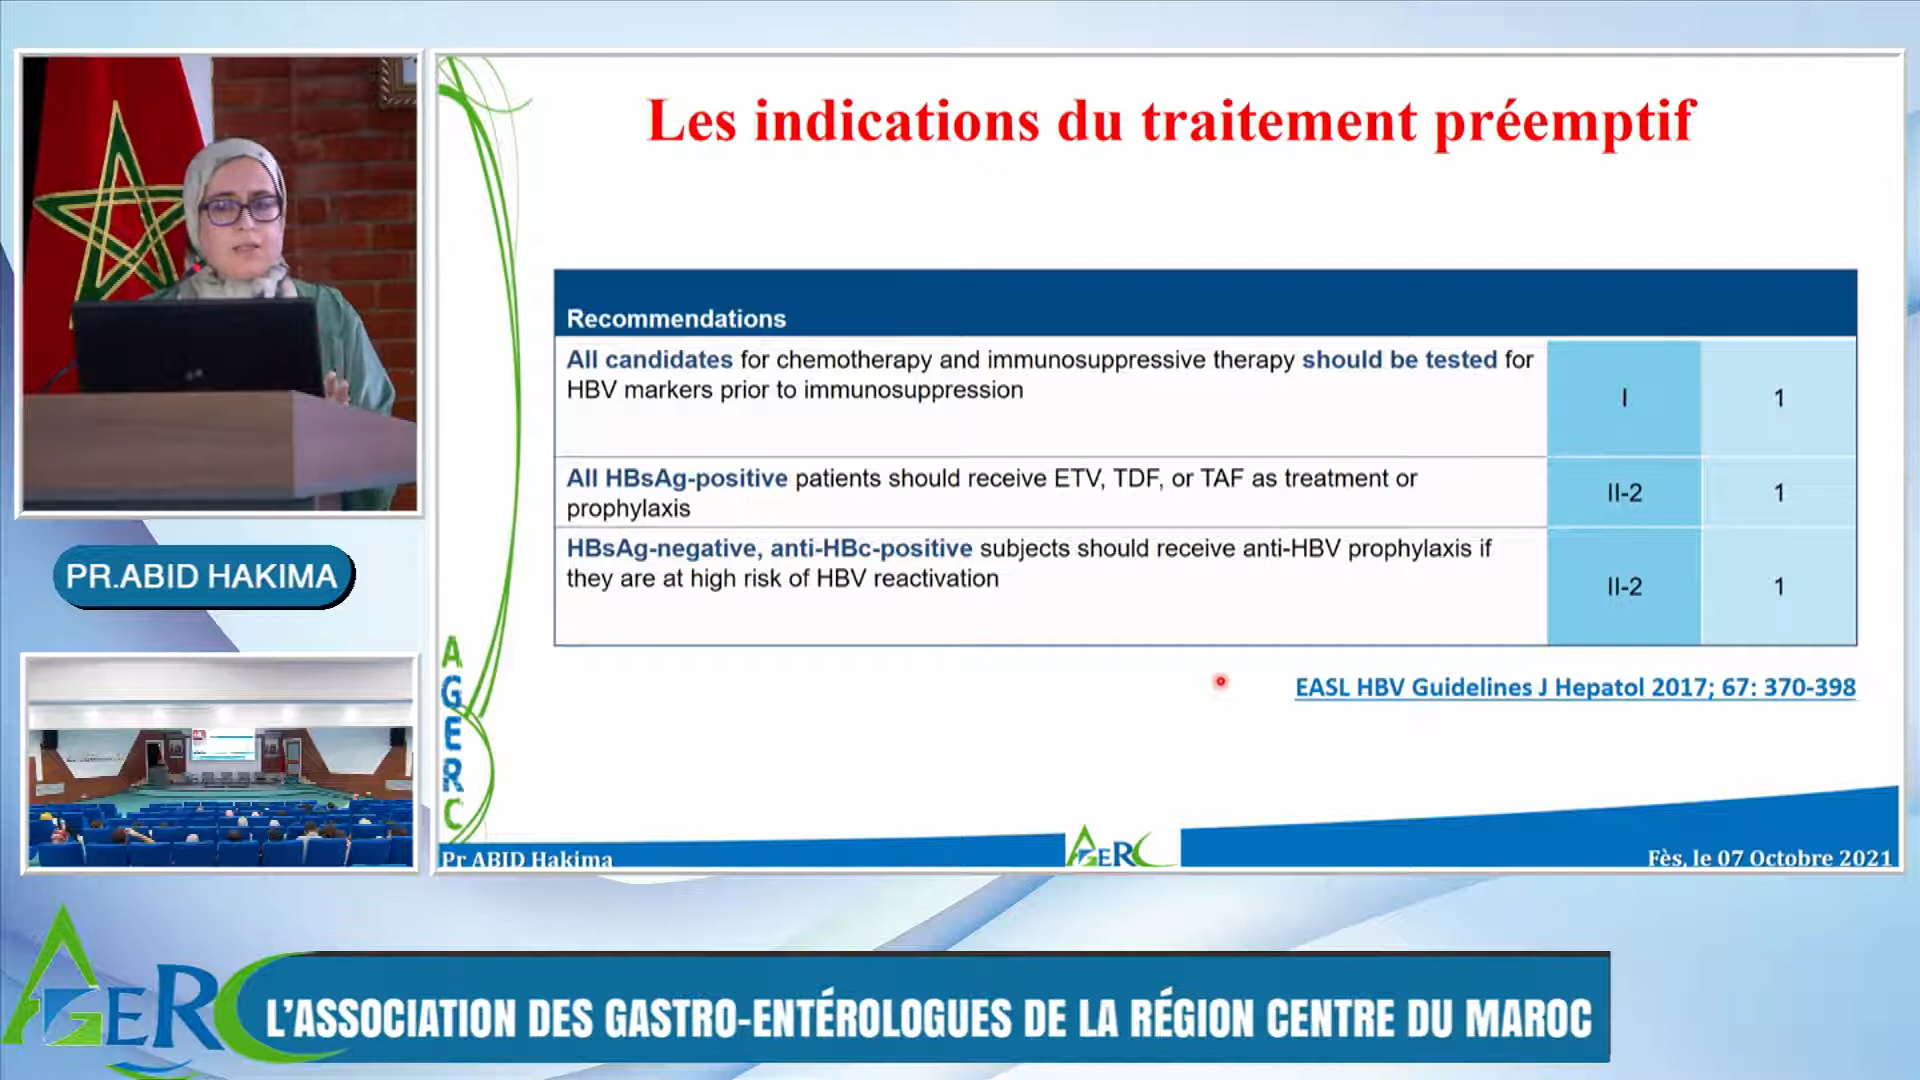 Les indications du traitement préemptif
Recommendations
All candidates for chemotherapy and immunosuppressive therapy should be tested for
HBV markers prior to immunosuppression
I
1
All HBsAg-positive patients should receive ETV, TDF, or TAF as treatment or
prophylaxis
II-2
1
HBsAg-negative, anti-HBc-positive subjects should receive anti-HBV prophylaxis if
they are at high risk of HBV reactivation
II-2
1
EASL HBV Guidelines J Hepatol 2017; 67: 370-398
AGERC
Pr ABID Hakima
AGERC
Fès, le 07 Octobre 2021
PR.ABID HAKIMA
AGERC
L'ASSOCIATION DES GASTRO-ENTÉROLOGUES DE LA RÉGION CENTRE DU MAROC